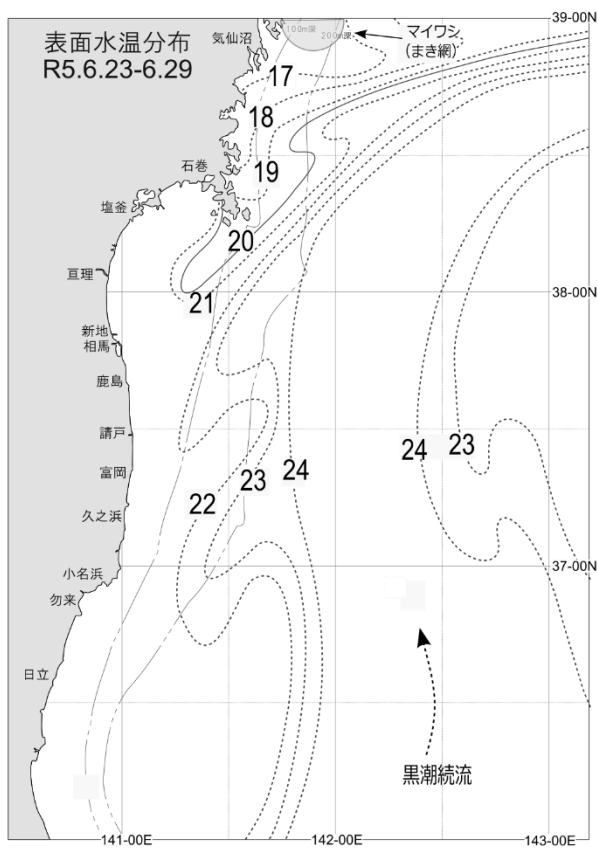 39-00N
表面水温分布
R5.6.23-6.29
気仙沼
100m深
200m深
マイワシ
(まき網)
17
18
石巻
19
塩釜
20
亘理
21
38-00N
新地
相馬
鹿島
請戸
24
23
24
富岡
23
22
久之浜
小名浜
37-00N
勿来
日立
黒潮続流
141-00E
142-00E
143-00E